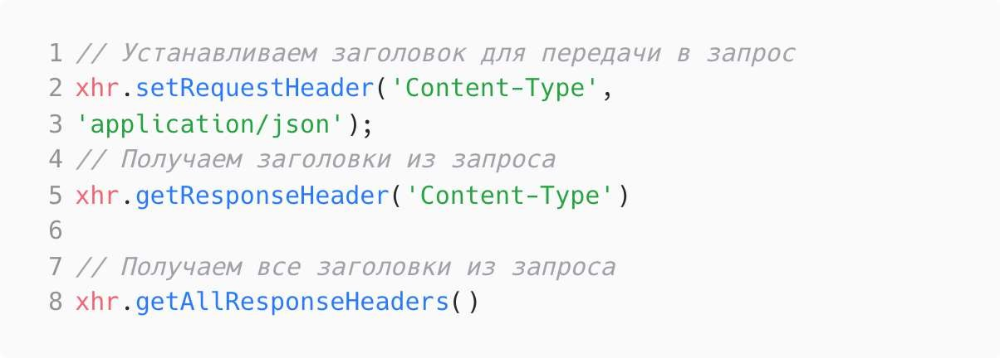 1 // Устанавливаем заголовок для передачи в запрос
2 xhr.setRequestHeader('Content-Type',
3 'application/json');
4 // Получаем заголовки из запроса
5 xhr.getResponseHeader('Content-Type')
6
7 // Получаем все заголовки из запроса
8 xhr.getAllResponseHeaders()